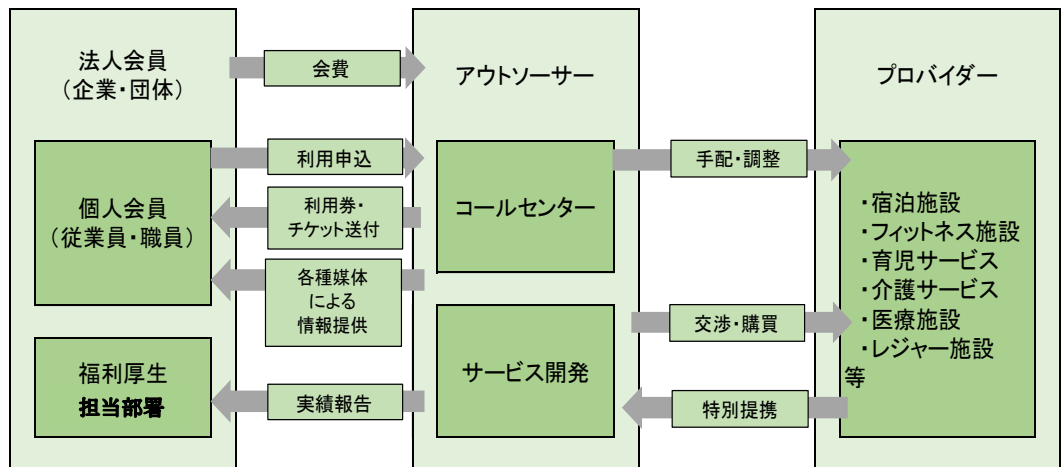 法人会員
（企業・団体）
会費
アウトソーサー
プロバイダー
個人会員
（従業員・職員）
利用申込
利用券・
チケット送付
各種媒体
による
情報提供
コールセンター
手配・調整
・宿泊施設
・フィットネス施設
・育児サービス
・介護サービス
・医療施設
・レジャー施設
等
福利厚生
担当部署
実績報告
サービス開発
交渉・購買
特別提携